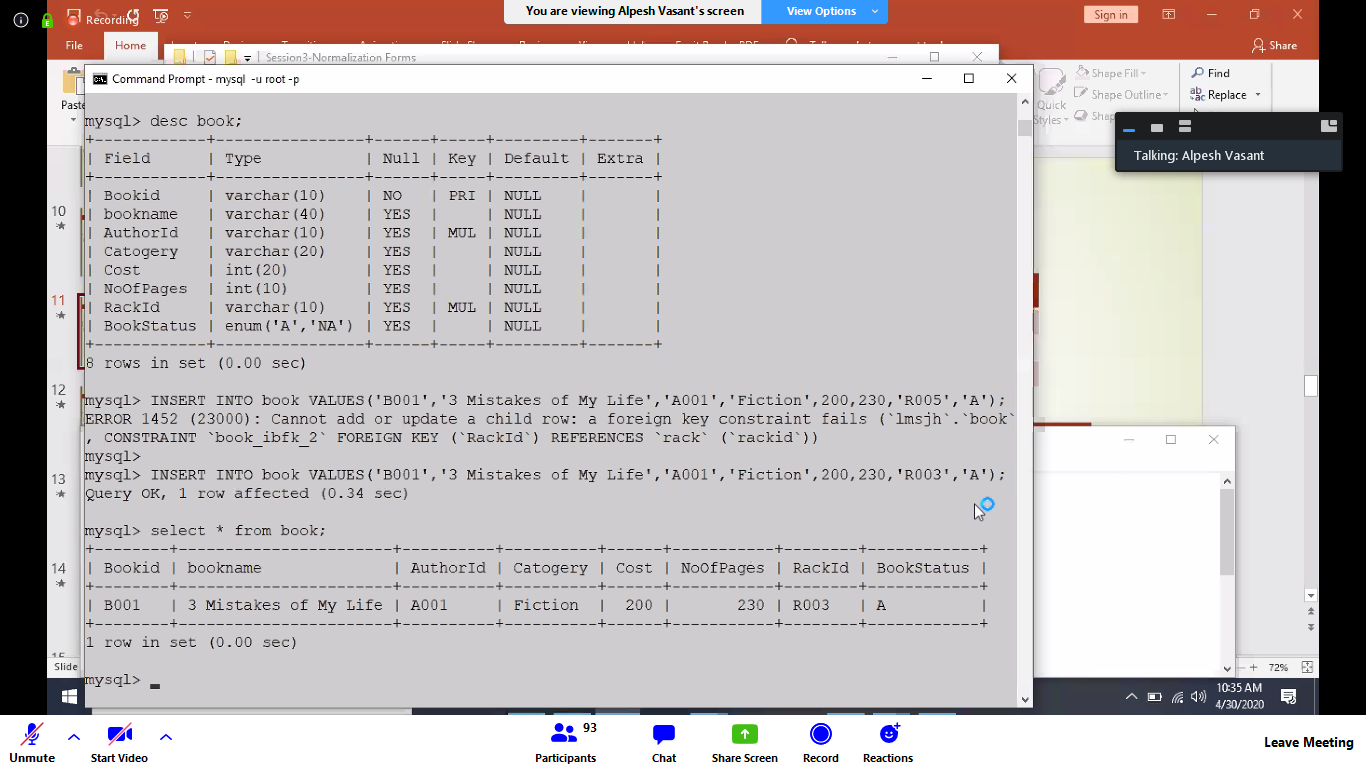 Recording
You are viewing Alpesh Vasant's screen
View Options
Sign in
File
Home
Share
Session3-Normalization Forms
Command Prompt - mysql -u root -p
Paste
Quick
Styles
Shape Fill
Shape Outline
Find
Replace
Talking: Alpesh Vasant
10
11
12
13
14
mysql> desc book;
+-----------+----------------+------+-----+---------+-------+
| Field | Type | Null | Key | Default | Extra |
+-----------+----------------+------+-----+---------+-------+
| Bookid | varchar(10) | NO | PRI | NULL | |
| bookname | varchar(40) | YES | | NULL | |
| AuthorId | varchar(10) | YES | MUL | NULL | |
| Catogery | varchar(20) | YES | | NULL | |
| Cost | int(20) | YES | | NULL | |
| NoOfPages | int(10) | YES | | NULL | |
| RackId | varchar(10) | YES | MUL | NULL | |
| BookStatus | enum('A','NA') | YES | | NULL | |
+-----------+----------------+------+-----+---------+-------+
8 rows in set (0.00 sec)
mysql> INSERT INTO book VALUES('B001','3 Mistakes of My Life','A001','Fiction',200,230,'R005','A');
ERROR 1452 (23000): Cannot add or update a child row: a foreign key constraint fails (`lmsjh`.`book`
, CONSTRAINT `book_ibfk_2` FOREIGN KEY (`RackId`) REFERENCES `rack` (`rackid`))
mysql>
mysql> INSERT INTO book VALUES('B001','3 Mistakes of My Life','A001','Fiction',200,230,'R003','A');
Query OK, 1 row affected (0.34 sec)
mysql> select * from book;
+--------+-----------------------+----------+----------+------+-----------+--------+------------+
| Bookid | bookname | AuthorId | Catogery | Cost | NoOfPages | RackId | BookStatus |
+--------+-----------------------+----------+----------+------+-----------+--------+------------+
| B001 | 3 Mistakes of My Life | A001 | Fiction | 200 | 230 | R003 | A |
+--------+-----------------------+----------+----------+------+-----------+--------+------------+
1 row in set (0.00 sec)
mysql> _
Slide
72%
10:35 AM
4/30/2020
Unmute
Start Video
Participants
93
Chat
Share Screen
Record
Reactions
Leave Meeting